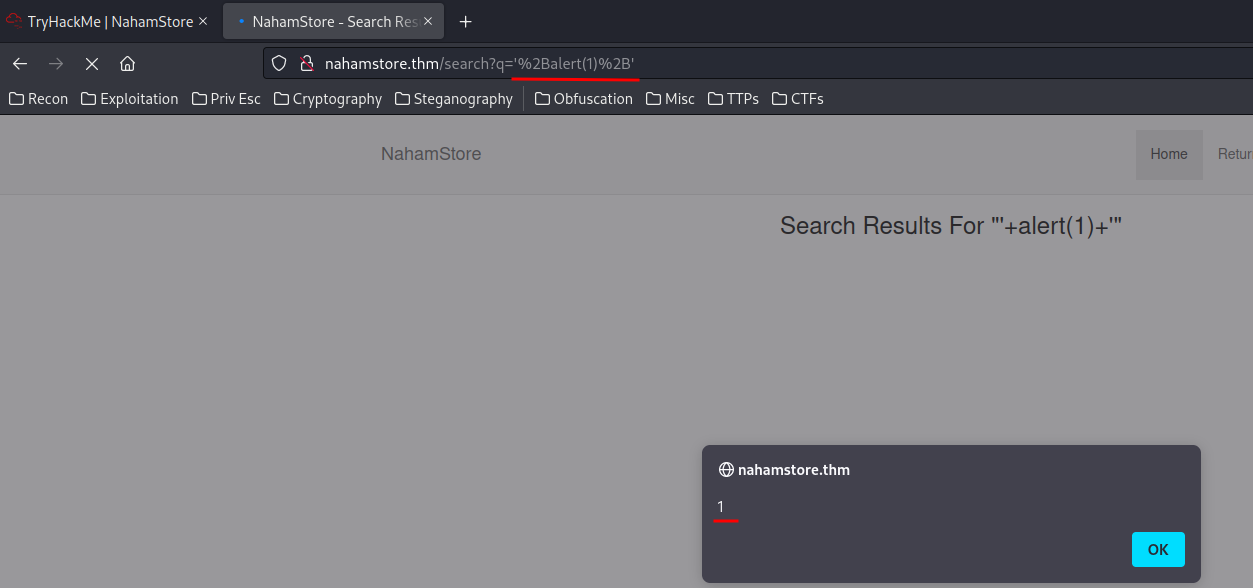 TryHackMe | NahamStore
NahamStore - Search Res
nahamstore.thm/search?q='%2Balert(1)%2B'
Recon Exploitation Priv Esc Cryptography Steganography Obfuscation Misc TTPs CTFs
NahamStore Home Retur
Search Results For "'+alert(1)+'"
nahamstore.thm
1
OK